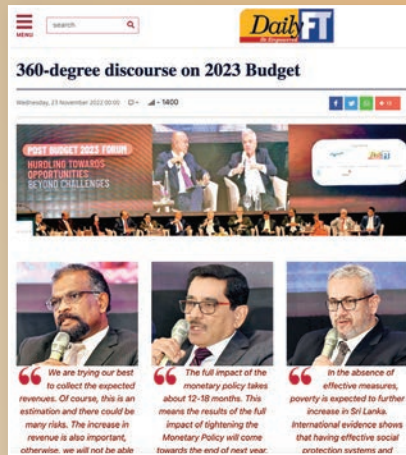 MENU
search
Daily FT
Be Empowered
360-degree discourse on 2023 Budget
Wednesday, 23 November 2022 00:00
- 1400
POST BUDGET 2023 FORUM
HURDLING TOWARDS
OPPORTUNITIES
BEYOND CHALLENGES
We are trying our best
to collect the expected
revenues. Of course, this is an
estimation and there could be
many risks. The increase in
revenue is also important,
otherwise, we will not be able
The full impact of the
monetary policy takes
about 12-18 months. This
means the results of the full
impact of tightening the
Monetary Policy will come
towards the end of next year.
In the absence of
effective measures,
poverty is expected to further
increase in Sri Lanka.
International evidence shows
that having effective social
protection systems and